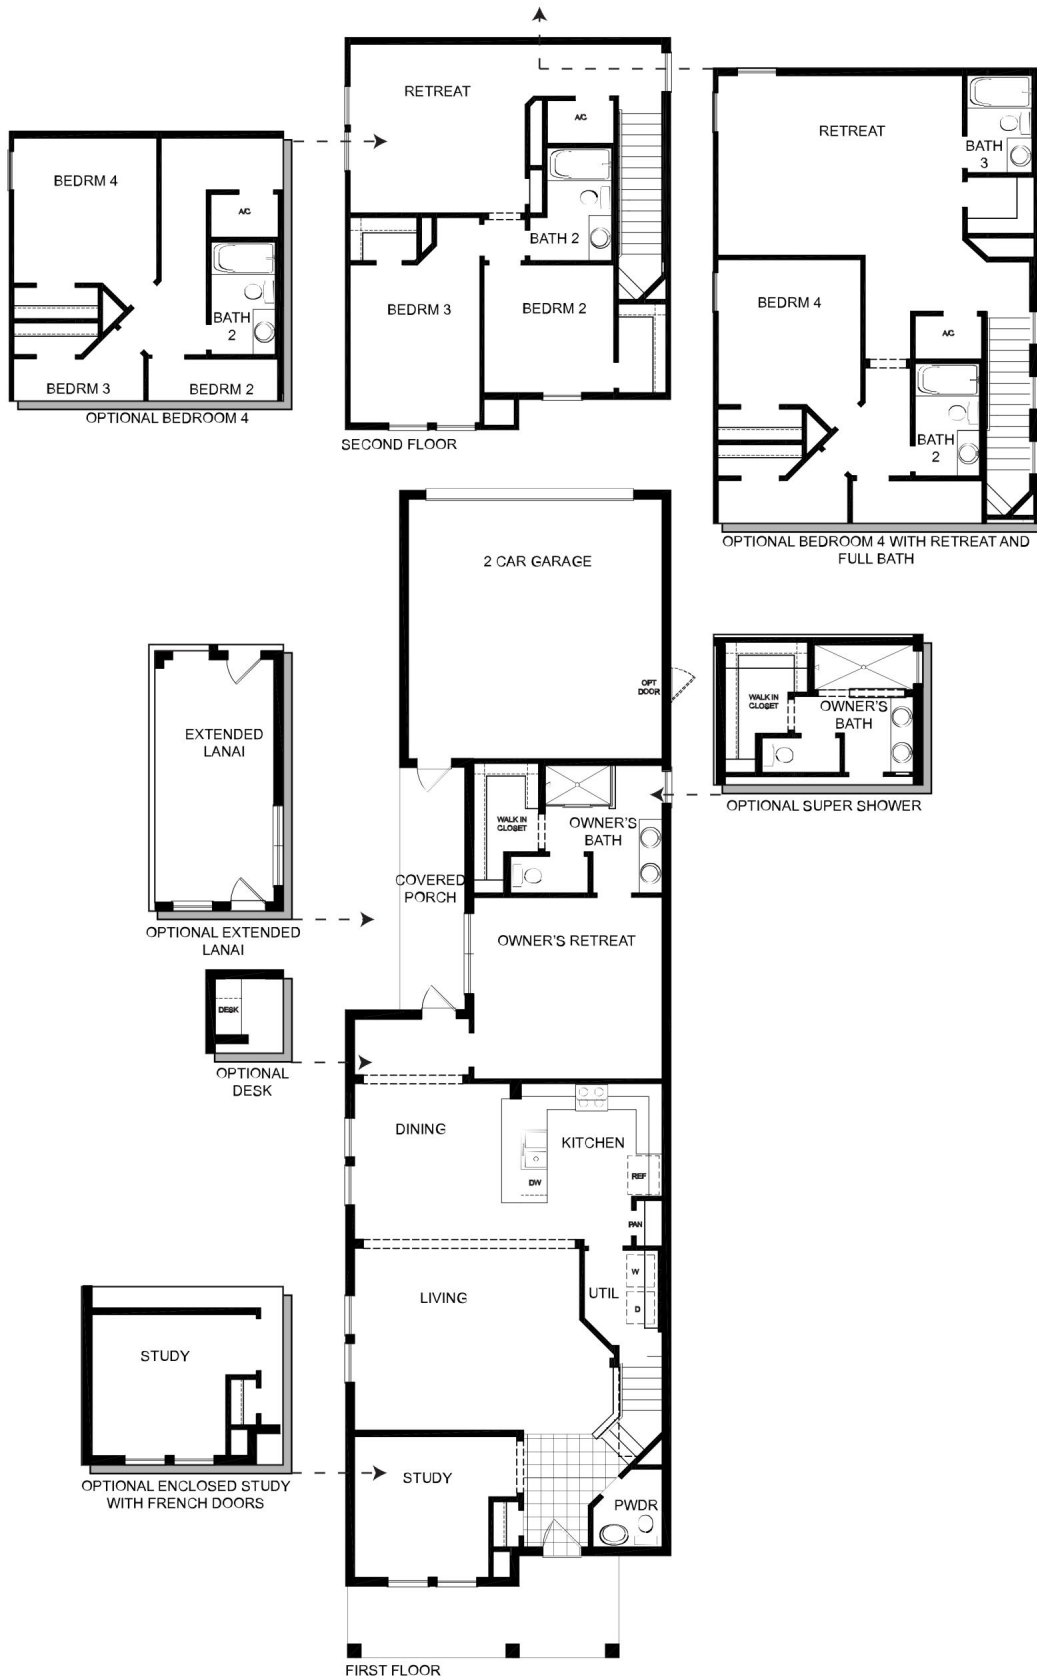 RETREAT
A/C
BATH 2
BEDRM 3
BEDRM 2
SECOND FLOOR
BEDRM 4
A/C
BATH
2
BEDRM 3
BEDRM 2
OPTIONAL BEDROOM 4
RETREAT
BATH
3
BEDRM 4
A/C
BATH
2
OPTIONAL BEDROOM 4 WITH RETREAT AND
FULL BATH
2 CAR GARAGE
OPT
DOOR
WALK IN
CLOSET
OWNER'S
BATH
COVERED
PORCH
OWNER'S RETREAT
EXTENDED
LANAI
OPTIONAL EXTENDED
LANAI
WALK IN
CLOSET
OWNER'S
BATH
OPTIONAL SUPER SHOWER
DESK
OPTIONAL
DESK
DINING
KITCHEN
DW
REF
PAN
LIVING
UTIL
W
D
STUDY
OPTIONAL ENCLOSED STUDY
WITH FRENCH DOORS
STUDY
PWDR
FIRST FLOOR